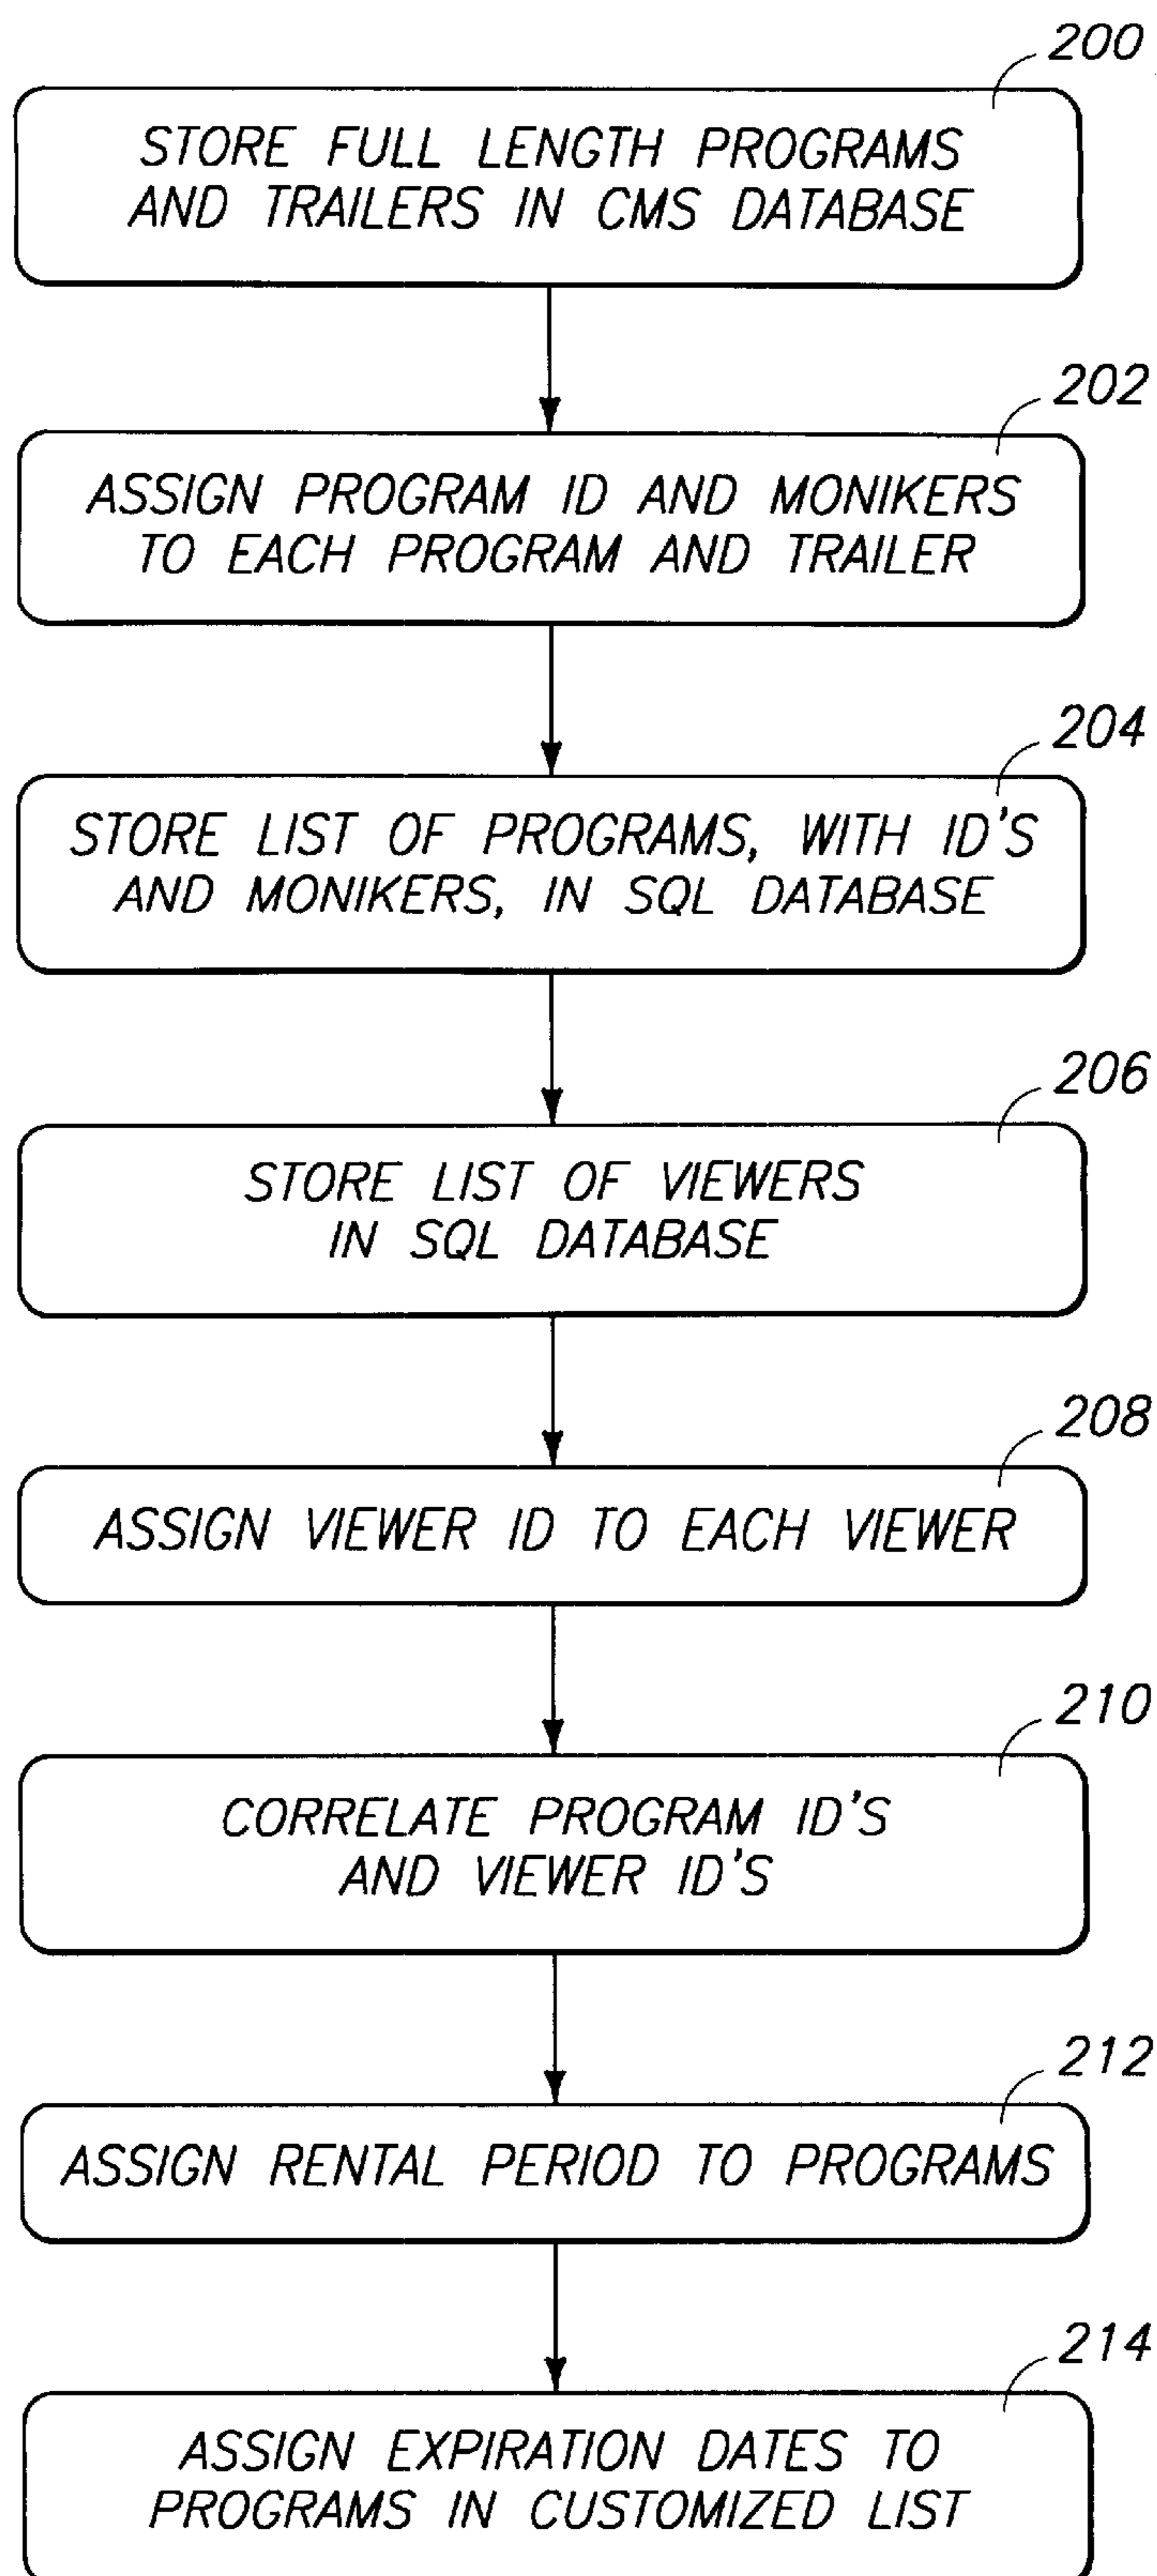 200
STORE FULL LENGTH PROGRAMS
AND TRAILERS IN CMS DATABASE
202
ASSIGN PROGRAM ID AND MONIKERS
TO EACH PROGRAM AND TRAILER
204
STORE LIST OF PROGRAMS, WITH ID'S
AND MONIKERS, IN SQL DATABASE
206
STORE LIST OF VIEWERS
IN SQL DATABASE
208
ASSIGN VIEWER ID TO EACH VIEWER
210
CORRELATE PROGRAM ID'S
AND VIEWER ID'S
212
ASSIGN RENTAL PERIOD TO PROGRAMS
214
ASSIGN EXPIRATION DATES TO
PROGRAMS IN CUSTOMIZED LIST